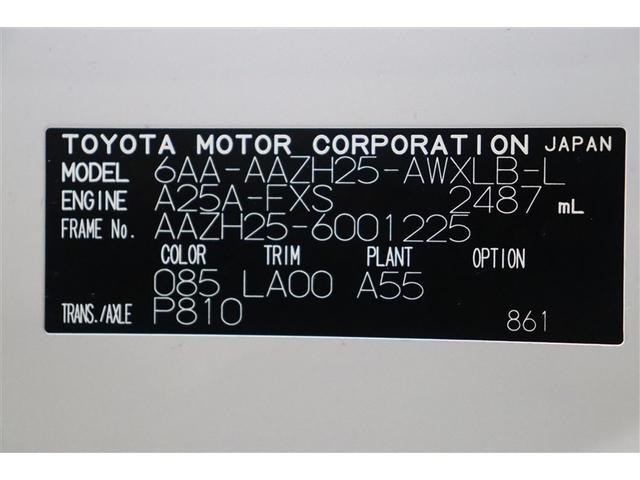 TOYOTA MOTOR CORPORATION JAPAN
MODEL 6AA-AAZH25-AWXLB-L
ENGINE A25A-FXS 2487 mL
FRAME No. AAZH25-6001225
COLOR TRIM PLANT OPTION
085 LA00 A55
TRANS./AXLE P810 861